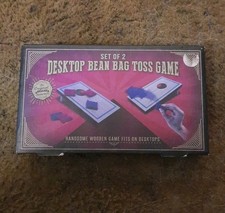 SET OF 2
DESKTOP BEAN BAG TOSS GAME
HANDSOME WOODEN GAME FITS ON DESKTOPS